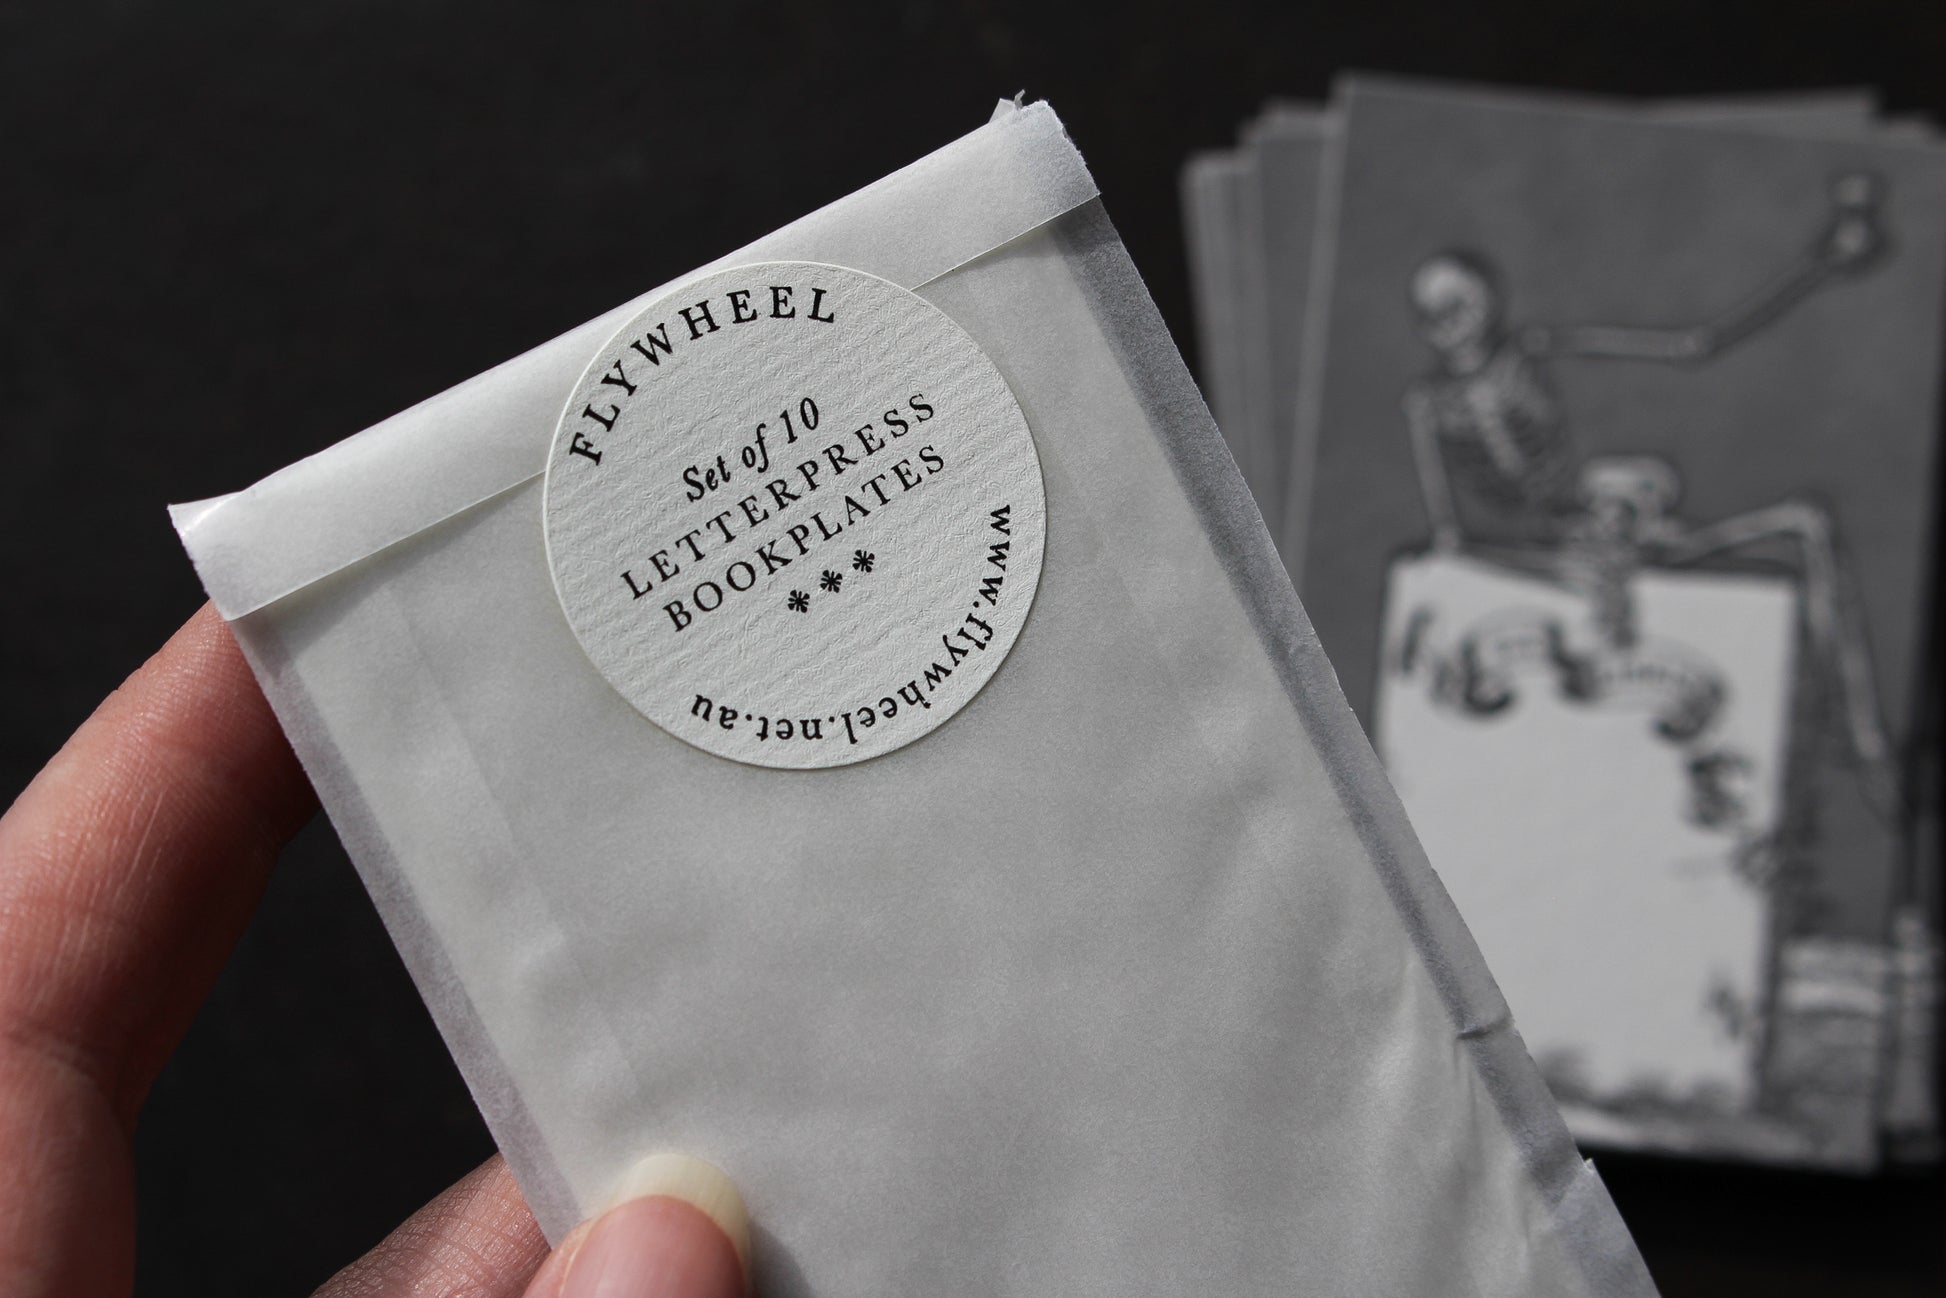 FLYWHEEL
Set of 10
LETTERPRESS
BOOKPLATES
***
www.flywheel.net.au